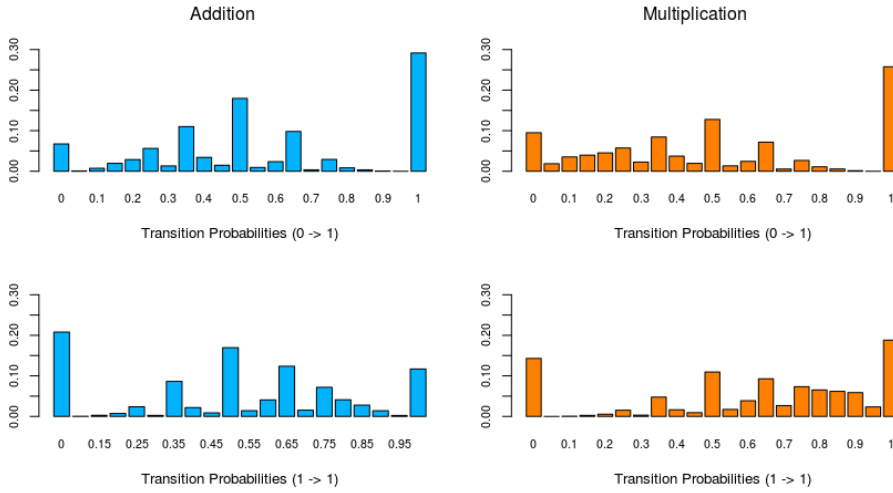 Addition
Multiplication
0.00 0.10 0.20 0.30
0 0.1 0.2 0.3 0.4 0.5 0.6 0.7 0.8 0.9 1
Transition Probabilities (0 -> 1)
0.00 0.10 0.20 0.30
0 0.1 0.2 0.3 0.4 0.5 0.6 0.7 0.8 0.9 1
Transition Probabilities (0 -> 1)
0.00 0.10 0.20 0.30
0 0.15 0.25 0.35 0.45 0.55 0.65 0.75 0.85 0.95
Transition Probabilities (1 -> 1)
0.00 0.10 0.20 0.30
0 0.1 0.2 0.3 0.4 0.5 0.6 0.7 0.8 0.9 1
Transition Probabilities (1 -> 1)